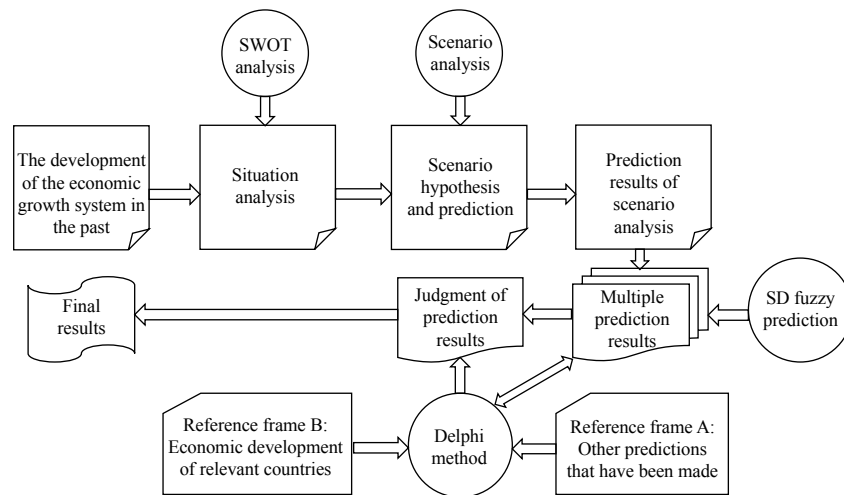 SWOT
analysis
Scenario
analysis
The development
of the economic
growth system in
the past
Situation
analysis
Scenario
hypothesis
and prediction
Prediction
results of
scenario
analysis
Final
results
Judgment of
prediction
results
Multiple
prediction
results
SD fuzzy
prediction
Reference frame B:
Economic development
of relevant countries
Delphi
method
Reference frame A:
Other predictions
that have been made